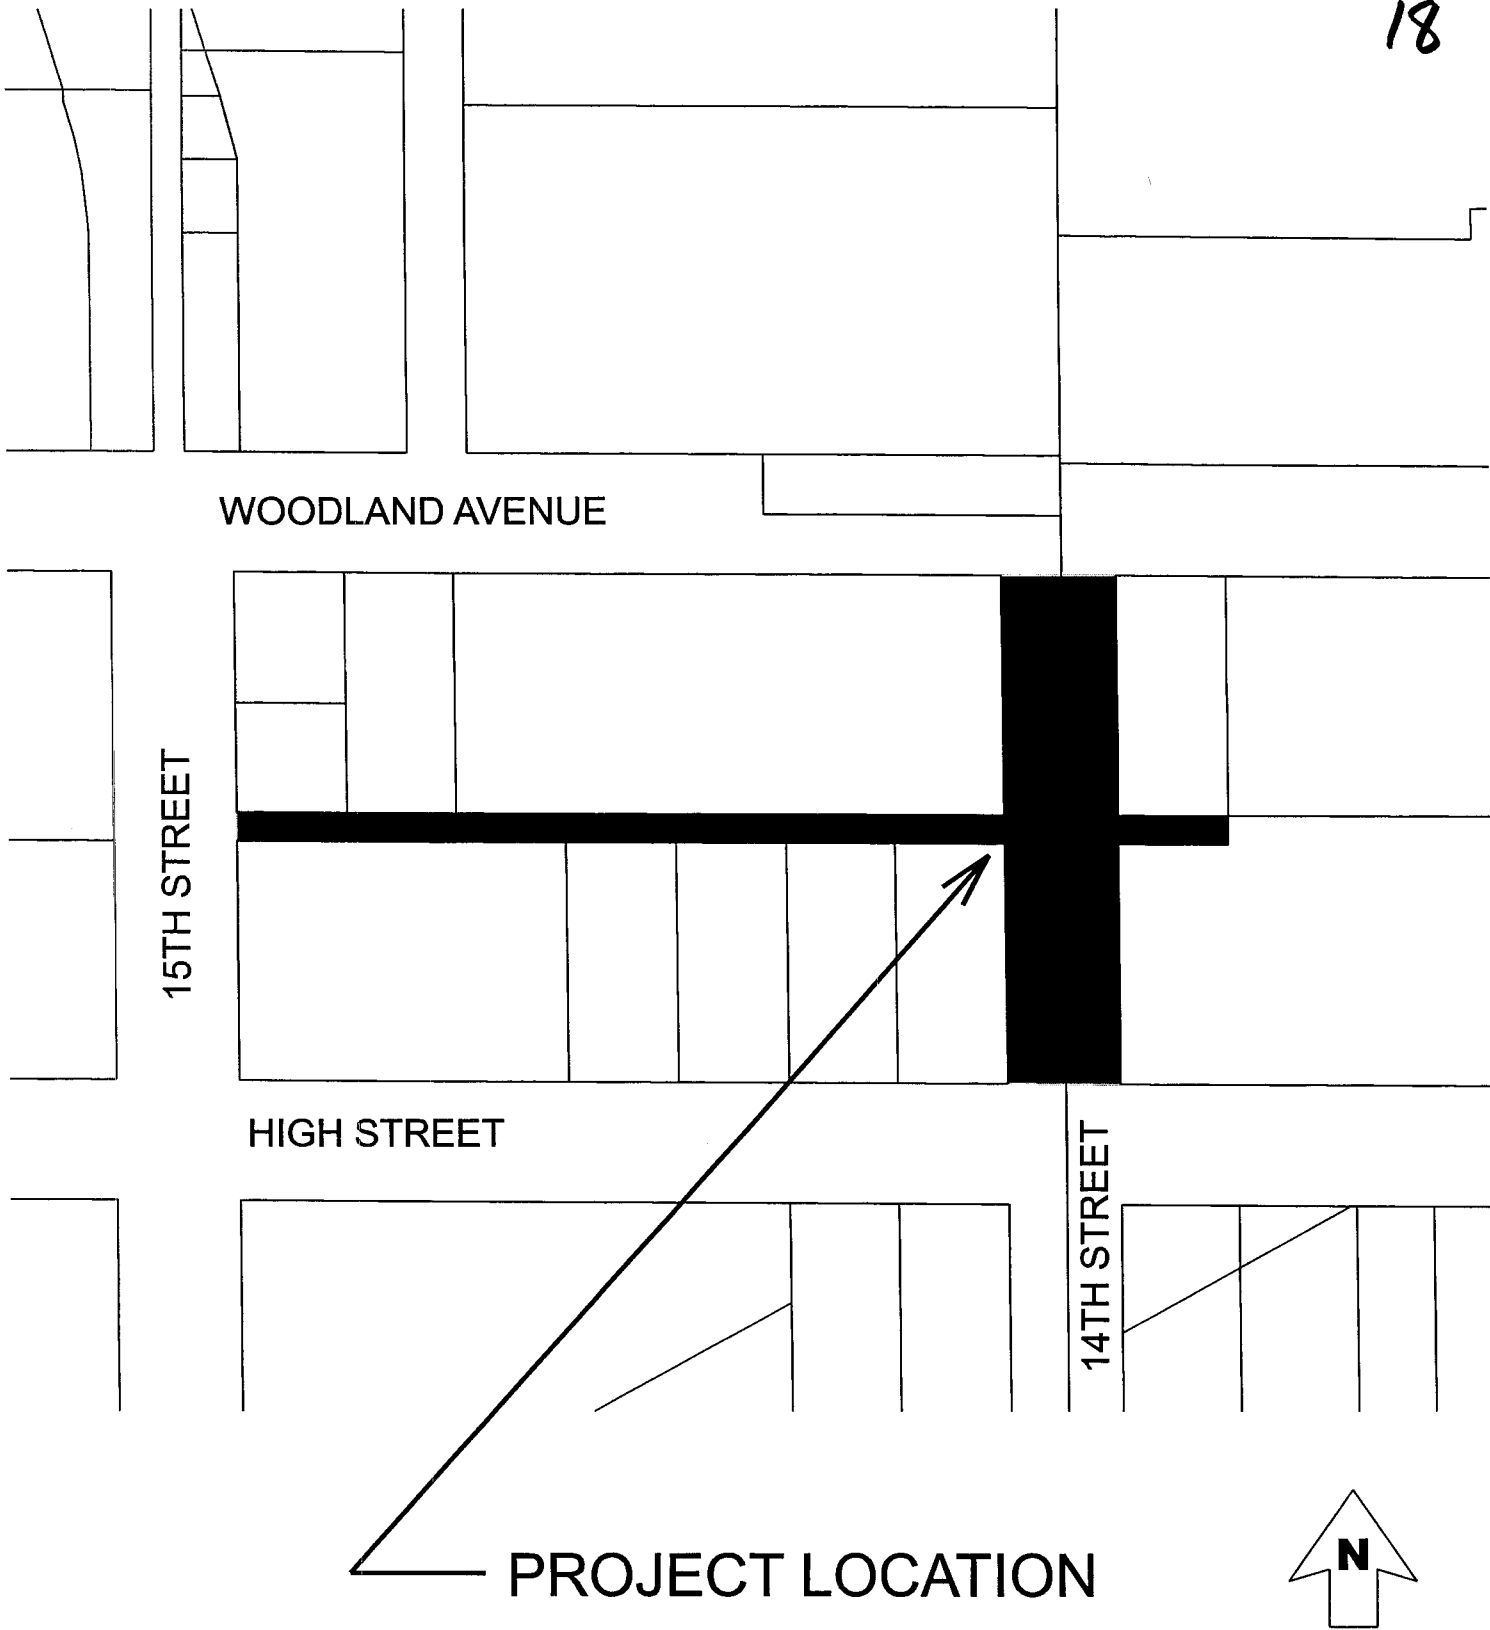 18
WOODLAND AVENUE
15TH STREET
HIGH STREET
14TH STREET
PROJECT LOCATION
N